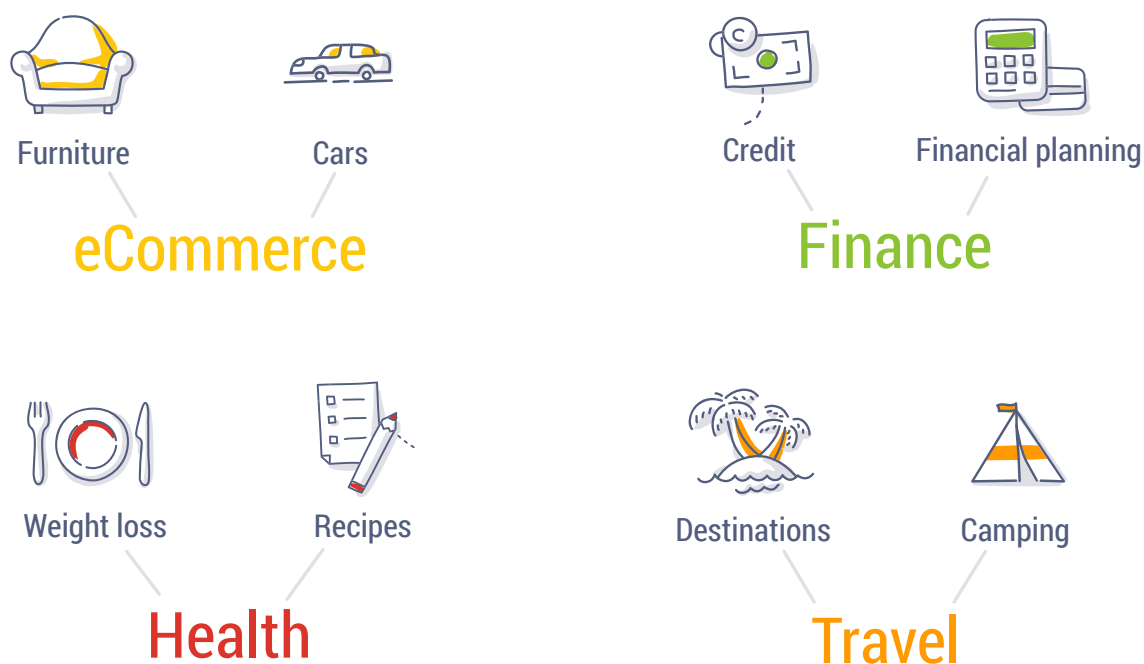 Furniture
Cars
eCommerce
Credit
Financial planning
Finance
Weight loss
Recipes
Health
Destinations
Camping
Travel